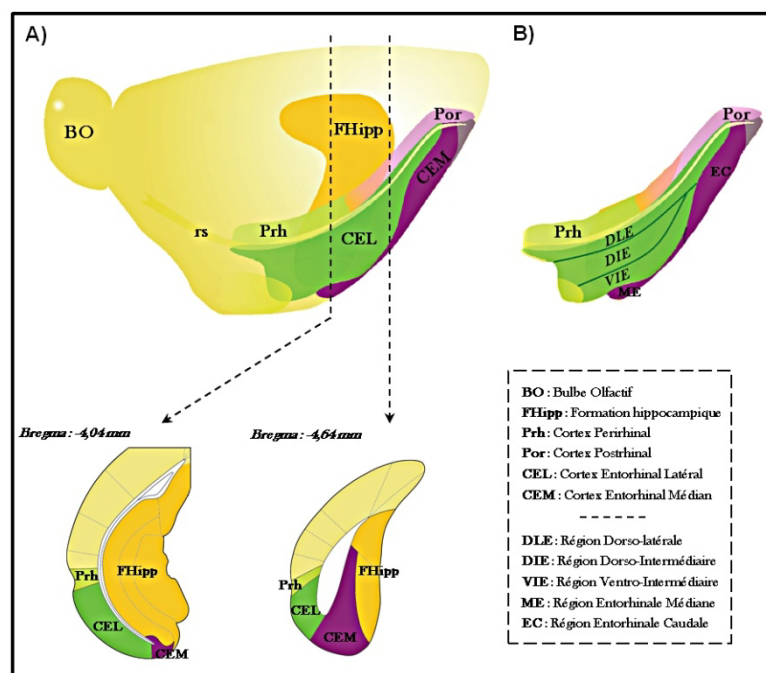 A)
B)
BO
FHipp
Por
CEM
rs
Prh
CEL
Por
EC
Prh
DLE
DIE
VIE
ME
Bregma : -4,04 mm
Bregma : -4,64 mm
Prh
FHipp
CEL
CEM
Prh
FHipp
CEL
CEM
BO : Bulbe Olfactif
FHipp : Formation hippocampique
Prh : Cortex Perirhinal
Por : Cortex Postrhinal
CEL : Cortex Entorhinal Latéral
CEM : Cortex Entorhinal Médian
DLE : Région Dorso-latérale
DIE : Région Dorso-Intermédiaire
VIE : Région Ventro-Intermédiaire
ME : Région Entorhinale Médiane
EC : Région Entorhinale Caudale